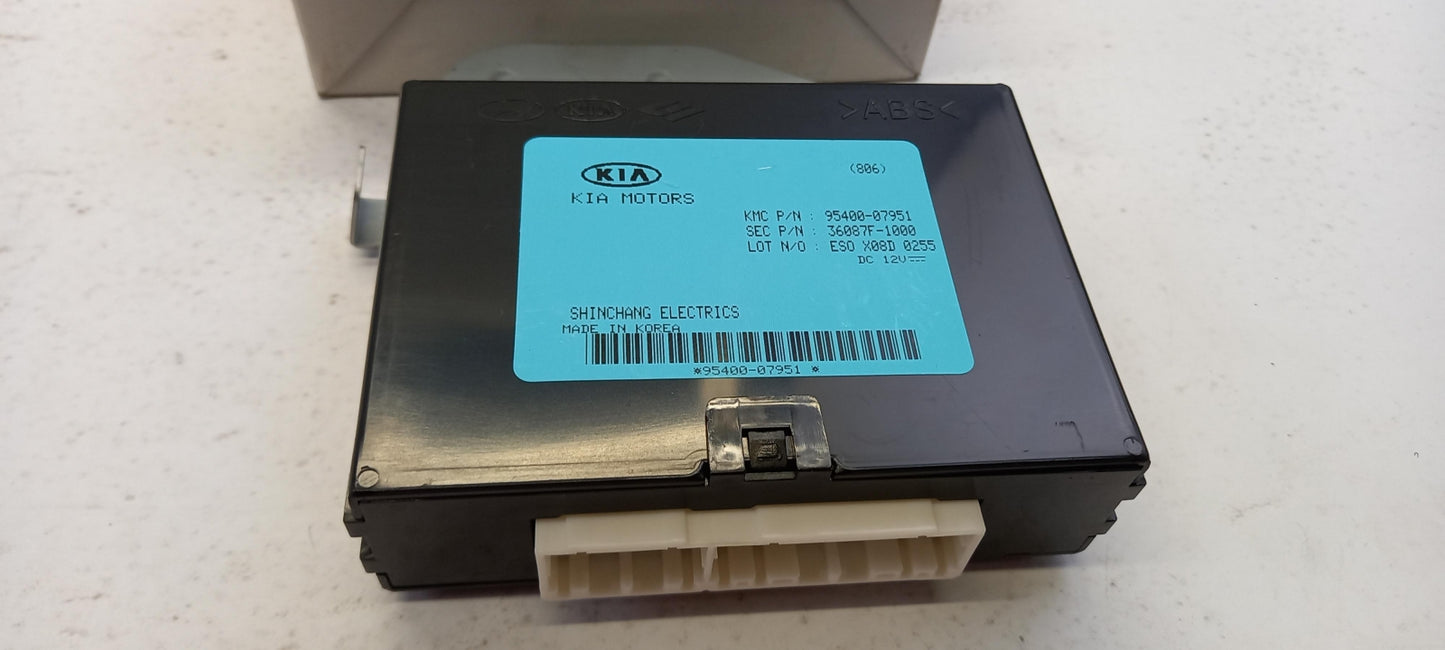 KIA
>ABS<
KIA
(806)
KIA MOTORS
KMC P/N : 95400-07951
SEC P/N : 36087F-1000
LOT N/O : ESO X08D 0255
DC 12V
SHINCHANG ELECTRICS
MADE IN KOREA
*95400-07951 *